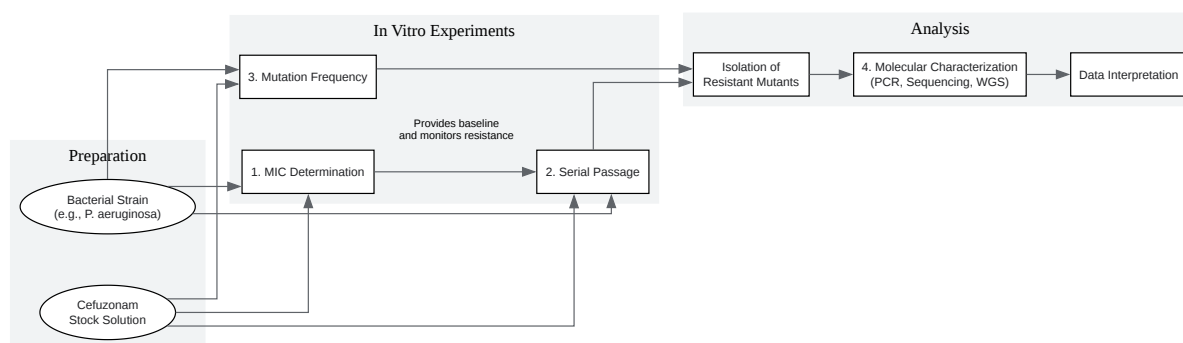 In Vitro Experiments
Analysis
3. Mutation Frequency
Isolation of
Resistant Mutants
4. Molecular Characterization
(PCR, Sequencing, WGS)
Data Interpretation
Provides baseline
and monitors resistance
Preparation
1. MIC Determination
2. Serial Passage
Bacterial Strain
(e.g., P. aeruginosa)
Cefuzonam
Stock Solution